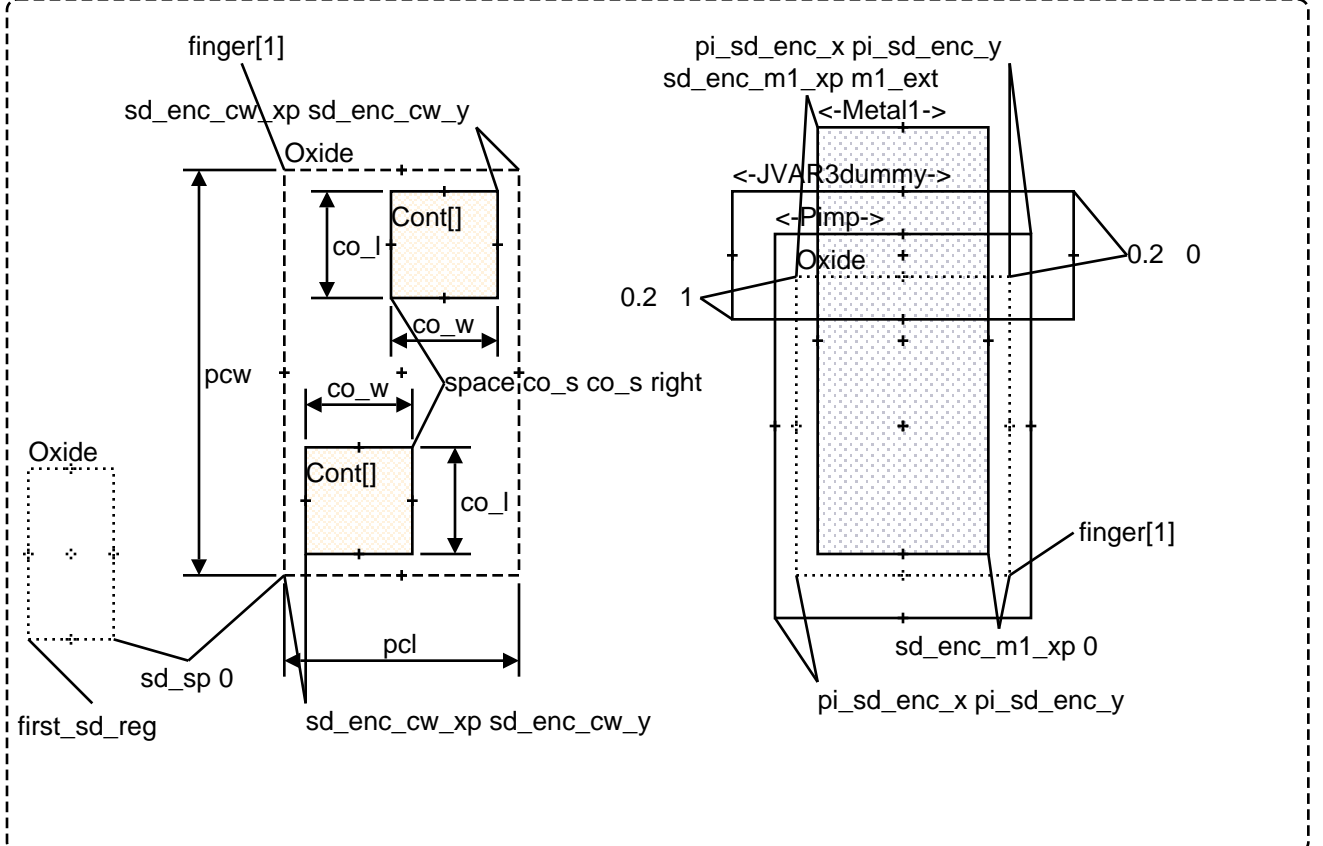 finger[1]
sd_enc_cw_xp sd_enc_cw_y
Oxide
Cont[]
co_l
co_w
pcw
space co_s co_s right
co_w
Oxide
Cont[]
co_l
pcl
sd_sp 0
first_sd_reg
sd_enc_cw_xp sd_enc_cw_y
pi_sd_enc_x pi_sd_enc_y
sd_enc_m1_xp m1_ext
<-Metal1->
<-JVAR3dummy->
<-Pimp->
Oxide
0.2 0
0.2 1
finger[1]
sd_enc_m1_xp 0
pi_sd_enc_x pi_sd_enc_y